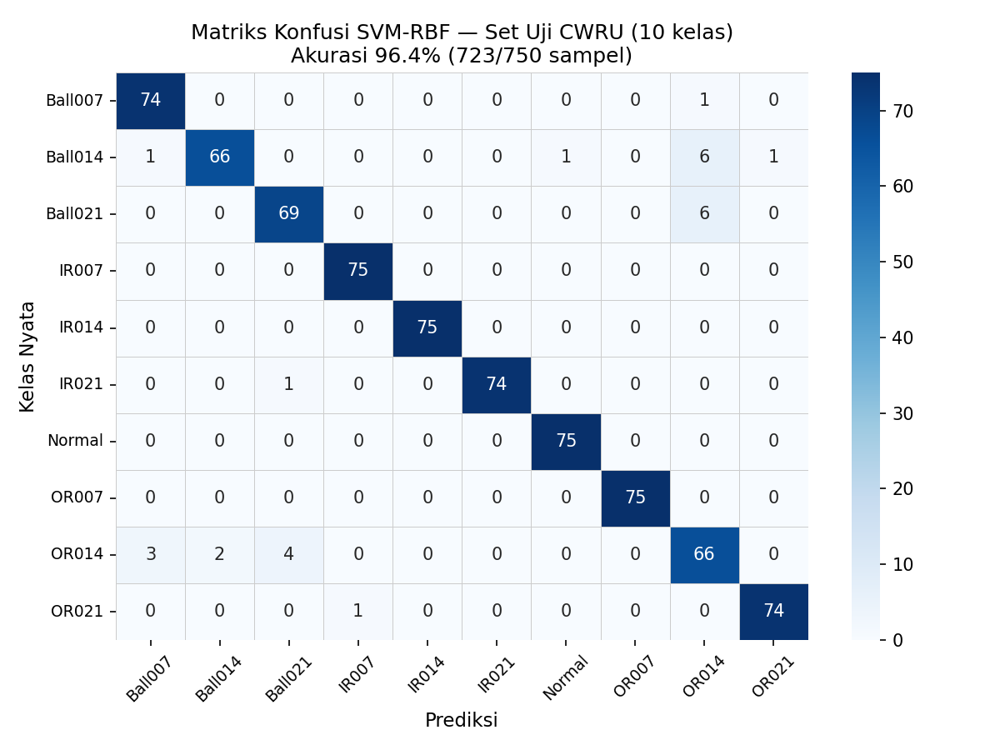 Matriks Konfusi SVM-RBF — Set Uji CWRU (10 kelas)
Akurasi 96.4% (723/750 sampel)
Kelas Nyata
Ball007 74 0 0 0 0 0 0 0 1 0
Ball014 1 66 0 0 0 0 1 0 6 1
Ball021 0 0 69 0 0 0 0 0 6 0
IR007 0 0 0 75 0 0 0 0 0 0
IR014 0 0 0 0 75 0 0 0 0 0
IR021 0 0 1 0 0 74 0 0 0 0
Normal 0 0 0 0 0 0 75 0 0 0
OR007 0 0 0 0 0 0 0 75 0 0
OR014 3 2 4 0 0 0 0 0 66 0
OR021 0 0 0 1 0 0 0 0 0 74
Ball007 Ball014 Ball021 IR007 IR014 IR021 Normal OR007 OR014 OR021
Prediksi
70
60
50
40
30
20
10
0